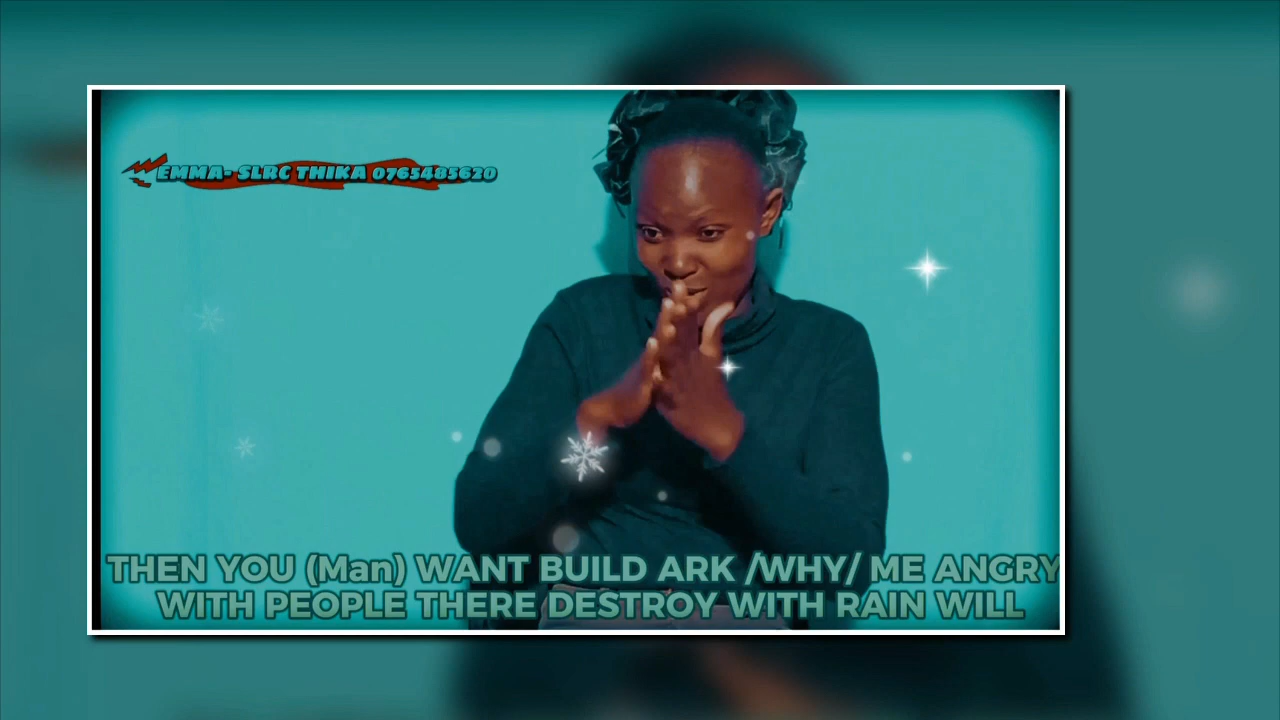 EMMA- SLRC THIKA 0765485620
THEN YOU (Man) WANT BUILD ARK /WHY/ ME ANGRY
WITH PEOPLE THERE DESTROY WITH RAIN WILL